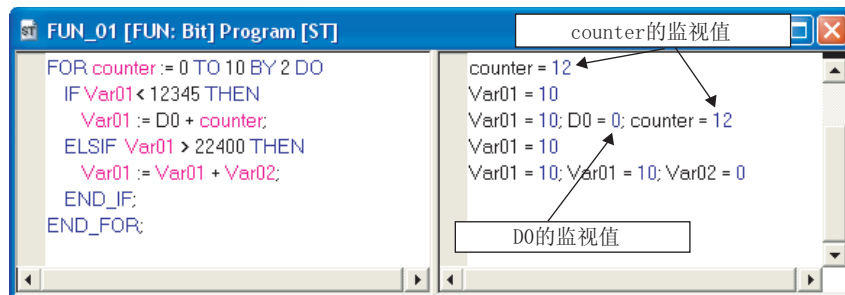 FUN_01 [FUN: Bit] Program [ST]
counter的监视值
FOR counter := 0 TO 10 BY 2 DO
IF Var01 < 12345 THEN
Var01 := D0 + counter;
ELSIF Var01 > 22400 THEN
Var01 := Var01 + Var02;
END_IF;
END_FOR;
counter = 12
Var01 = 10
Var01 = 10; D0 = 0; counter = 12
Var01 = 10
Var01 = 10; Var01 = 10; Var02 = 0
D0的监视值